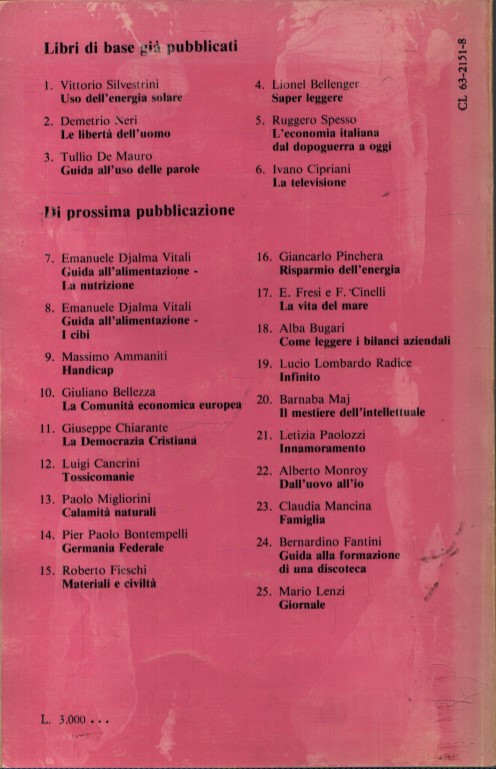 Libri di base già pubblicati
1. Vittorio Silvestrini
Uso dell'energia solare
2. Demetrio Neri
Le libertà dell'uomo
3. Tullio De Mauro
Guida all'uso delle parole
4. Lionel Bellenger
Saper leggere
5. Ruggero Spesso
L'economia italiana
dal dopoguerra a oggi
6. Ivano Cipriani
La televisione
Di prossima pubblicazione
7. Emanuele Djalma Vitali
Guida all'alimentazione -
La nutrizione
8. Emanuele Djalma Vitali
Guida all'alimentazione -
I cibi
9. Massimo Ammaniti
Handicap
10. Giuliano Bellezza
La Comunità economica europea
11. Giuseppe Chiarante
La Democrazia Cristiana
12. Luigi Cancrini
Tossicomanie
13. Paolo Migliorini
Calamità naturali
14. Pier Paolo Bontempelli
Germania Federale
15. Roberto Fieschi
Materiali e civiltà
16. Giancarlo Pinchera
Risparmio dell'energia
17. E. Fresi e F. Cinelli
La vita del mare
18. Alba Bugari
Come leggere i bilanci aziendali
19. Lucio Lombardo Radice
Infinito
20. Barnaba Maj
Il mestiere dell'intellettuale
21. Letizia Paolozzi
Innamoramento
22. Alberto Monroy
Dall'uovo all'io
23. Claudia Mancina
Famiglia
24. Bernardino Fantini
Guida alla formazione
di una discoteca
25. Mario Lenzi
Giornale
L. 3.000 . . .
CL 63-2151-8